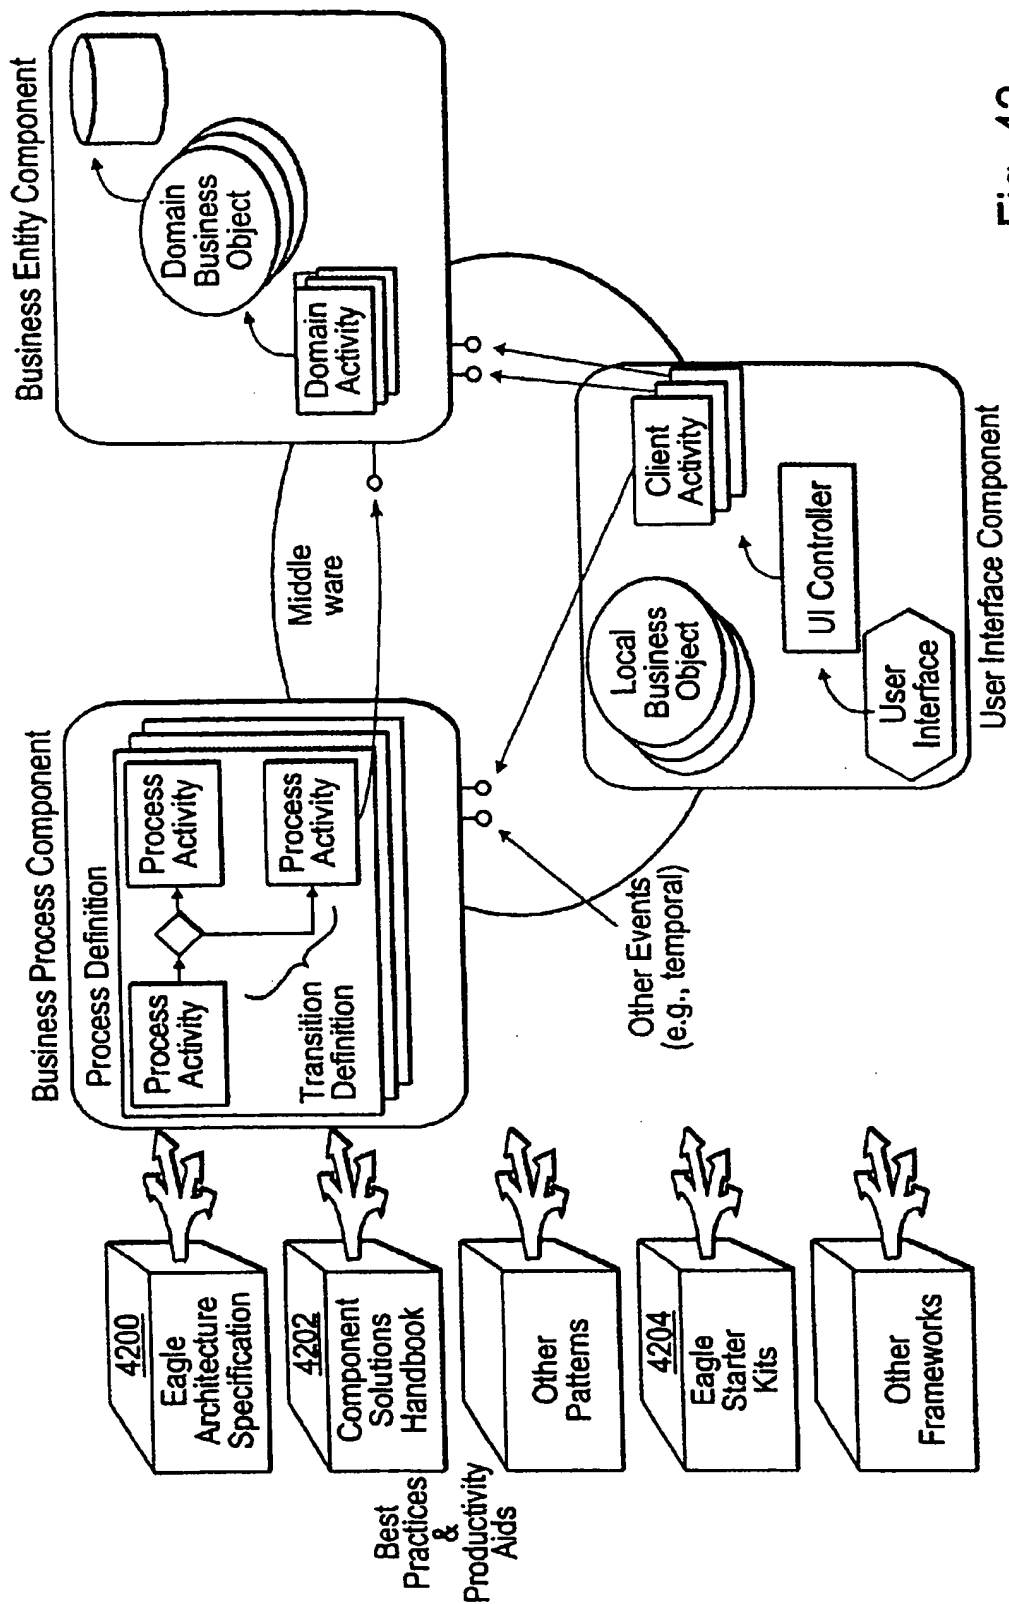 Best
Practices
&
Productivity
Aids
4200
Eagle
Architecture
Specification
4202
Component
Solutions
Handbook
Other
Patterns
4204
Eagle
Starter
Kits
Other
Frameworks
Business Process Component
Process Definition
Process
Activity
Process
Activity
Process
Activity
Transition
Definition
Other Events
(e.g., temporal)
Middle
ware
Business Entity Component
Domain
Activity
Domain
Business
Object
Local
Business
Object
Client
Activity
UI Controller
User
Interface
User Interface Component
Fig. 42